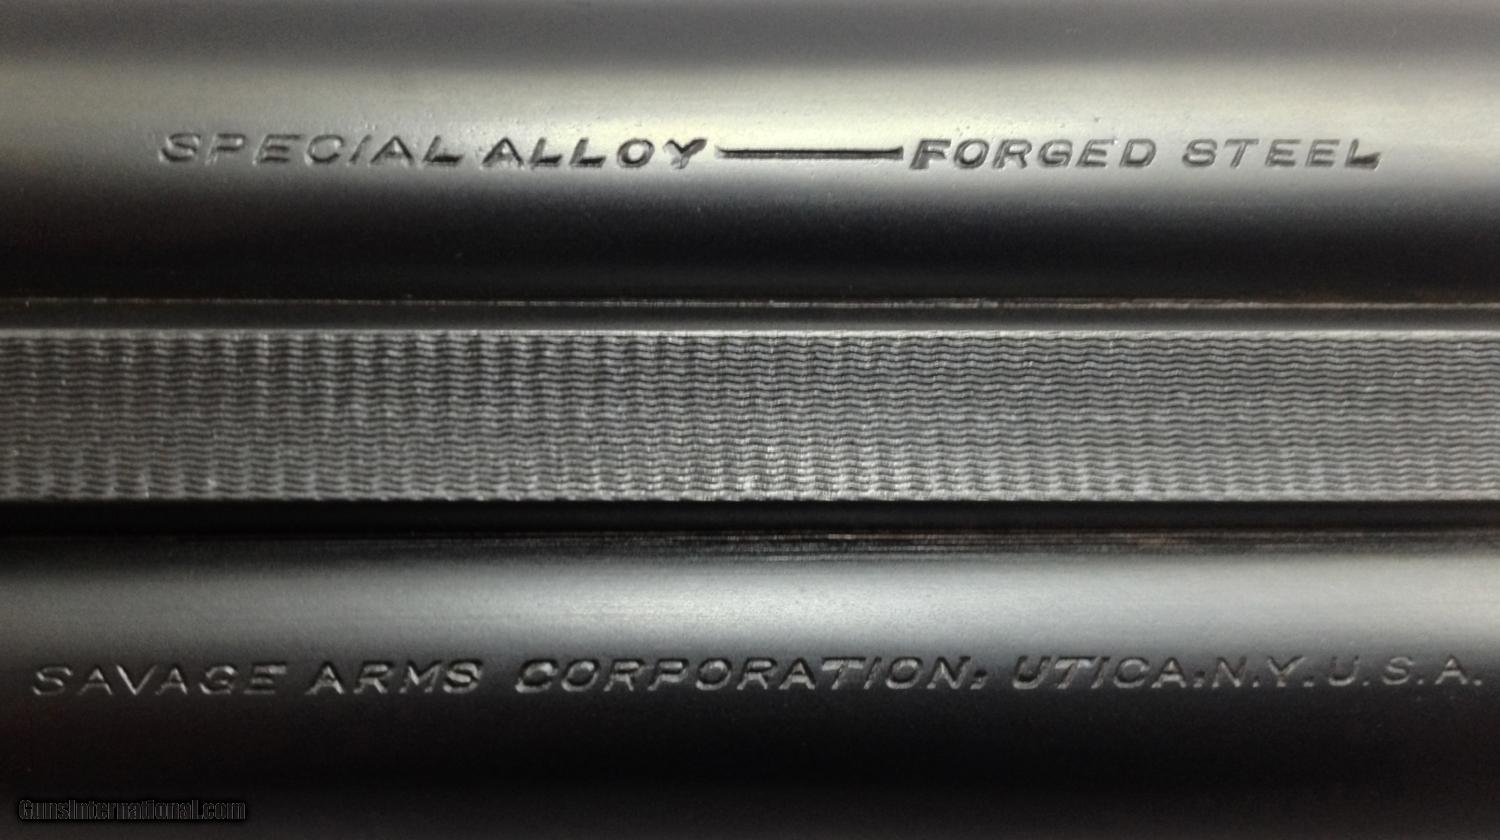 SPECIAL ALLOY——FORGED STEEL
SAVAGE ARMS CORPORATION, UTICA, N.Y. U.S.A.
GunsInternational.com